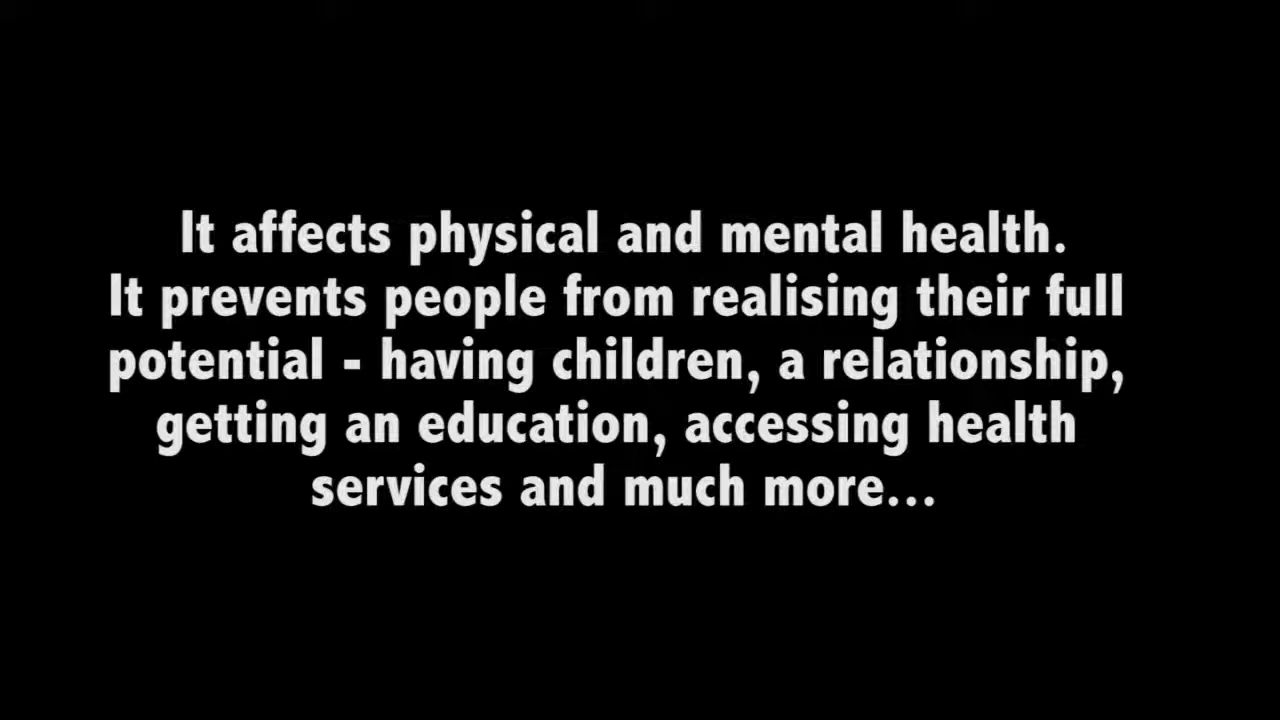 It affects physical and mental health.
It prevents people from realising their full
potential - having children, a relationship,
getting an education, accessing health
services and much more...